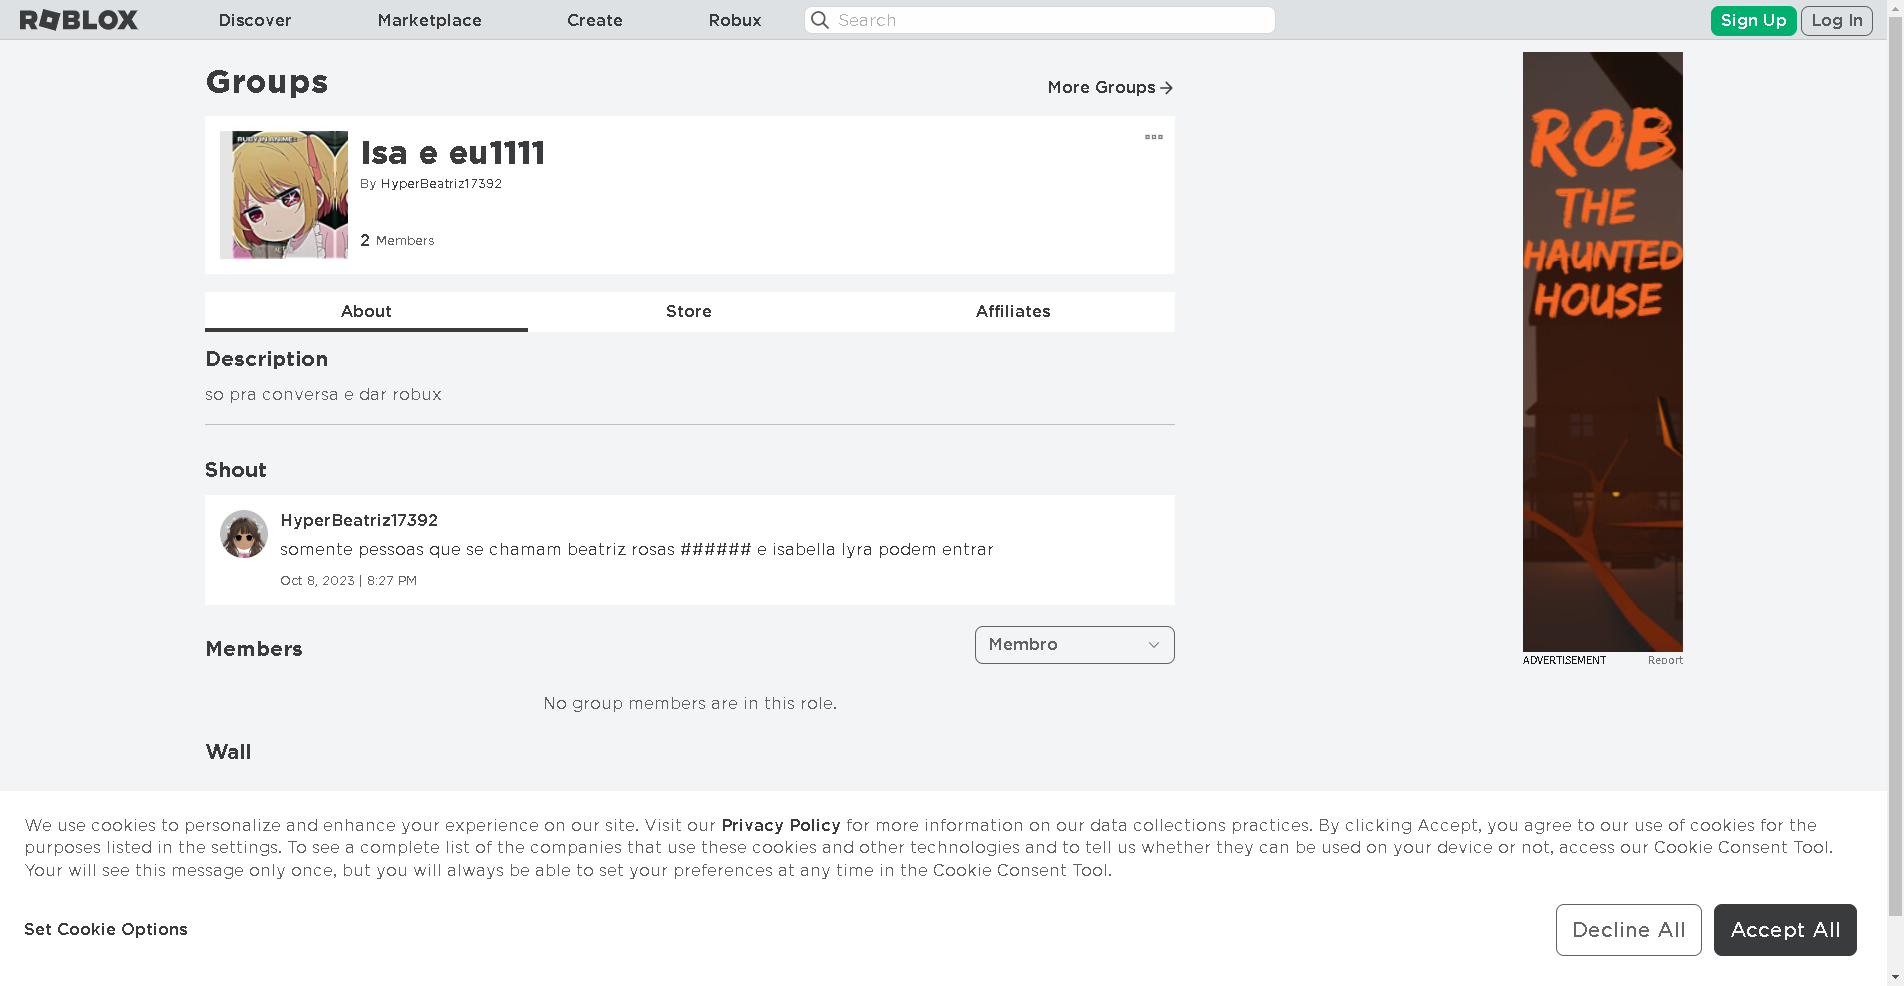 ROBLOX Discover Marketplace Create Robux Search Sign Up Log In
Groups
More Groups
RUBY IN ANIME:
Isa e eu1111
By HyperBeatriz17392
2 Members
About Store Affiliates
Description
so pra conversa e dar robux
Shout
HyperBeatriz17392
somente pessoas que se chamam beatriz rosas ###### e isabella lyra podem entrar
Oct 8, 2023 | 8:27 PM
Members
Membro
No group members are in this role.
Wall
ROB
THE
HAUNTED
HOUSE
ADVERTISEMENT Report
We use cookies to personalize and enhance your experience on our site. Visit our Privacy Policy for more information on our data collections practices. By clicking Accept, you agree to our use of cookies for the
purposes listed in the settings. To see a complete list of the companies that use these cookies and other technologies and to tell us whether they can be used on your device or not, access our Cookie Consent Tool.
Your will see this message only once, but you will always be able to set your preferences at any time in the Cookie Consent Tool.
Set Cookie Options
Decline All
Accept All